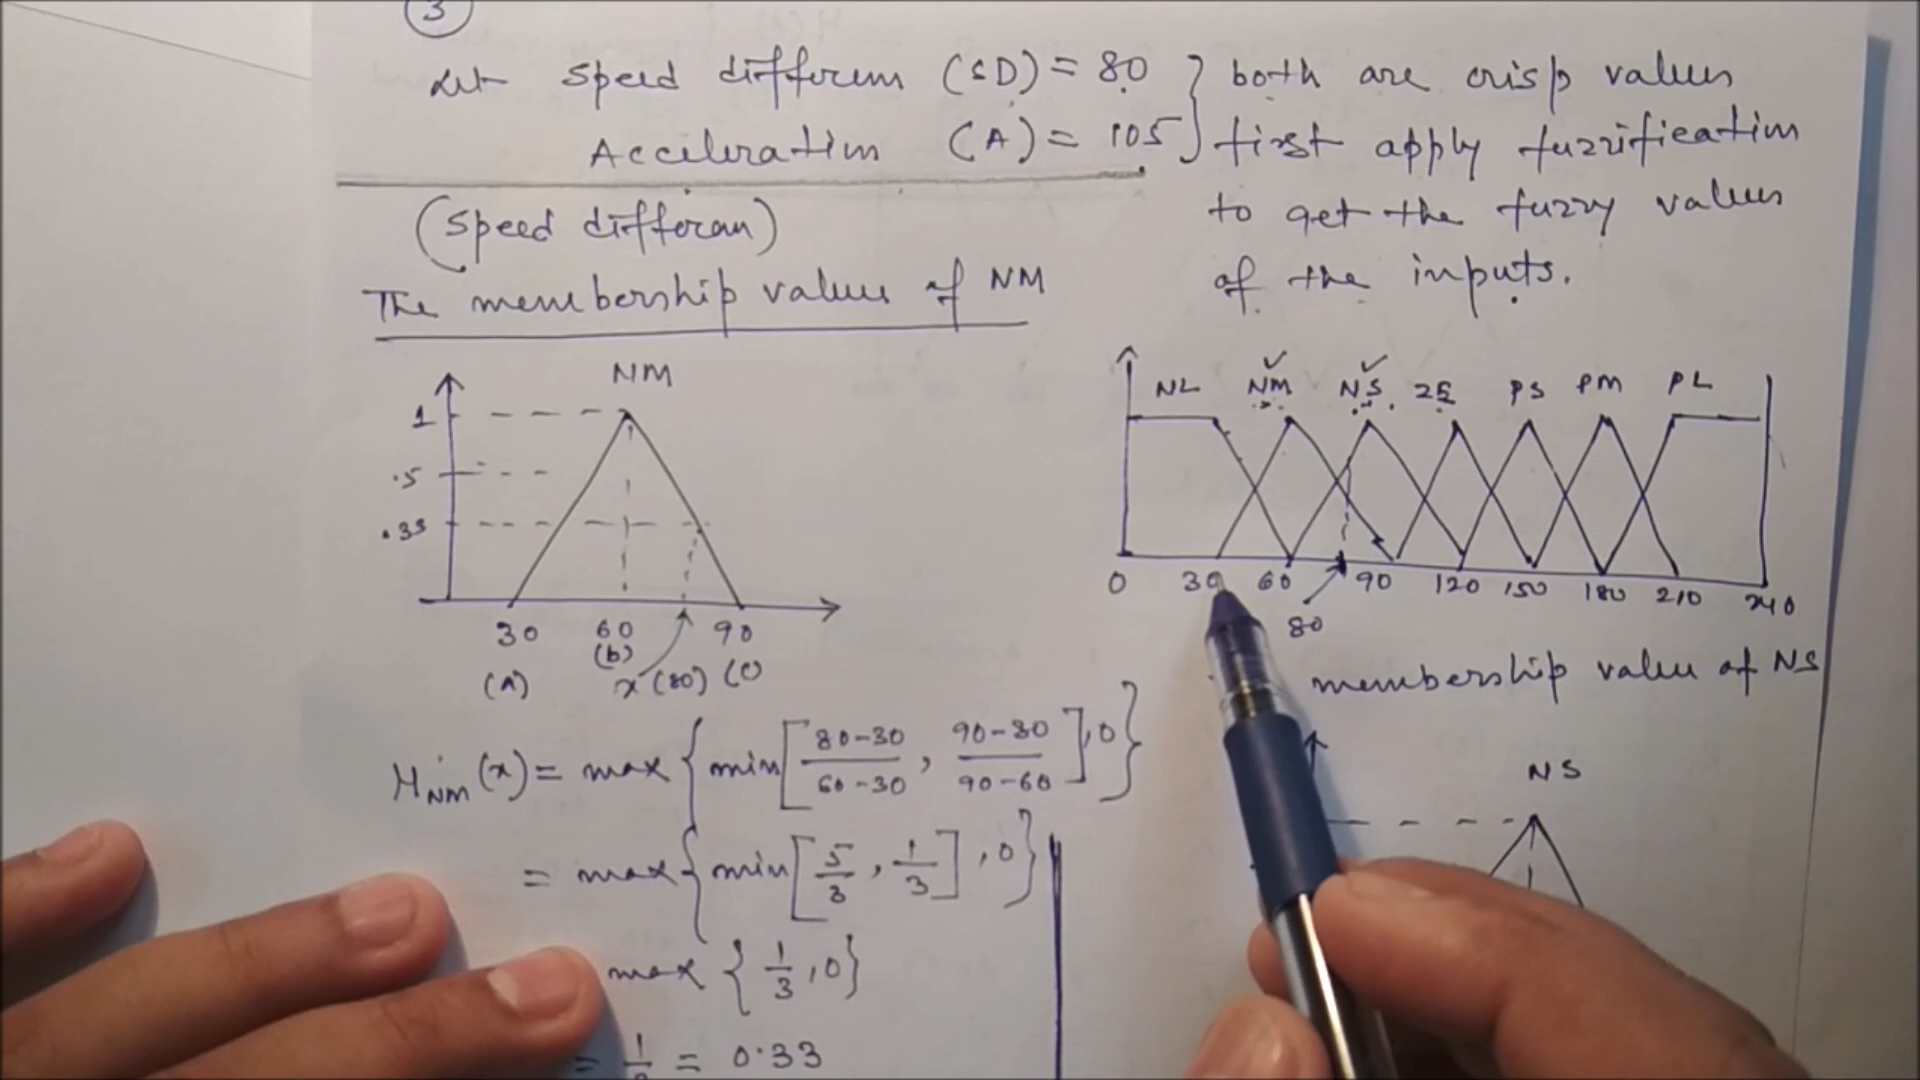 3
Let speed differen (SD) = 80
Acceleration (A) = 105
both are crisp values
first apply fuzzification
to get the fuzzy values
of the inputs.
(speed differen)
The membership values of NM
NM
1
.5
.33
30 60 90
(A) (b) x (80) (c)
μNM (x) = max { min [ 80-30 / 60-30 , 90-80 / 90-60 ] , 0 }
= max { min [ 5/3 , 1/3 ] , 0 }
max { 1/3 , 0 }
= 1/3 = 0.33
NL NM NS ZE PS PM PL
0 30 60 90 120 150 180 210 240
80
membership value of NS
NS